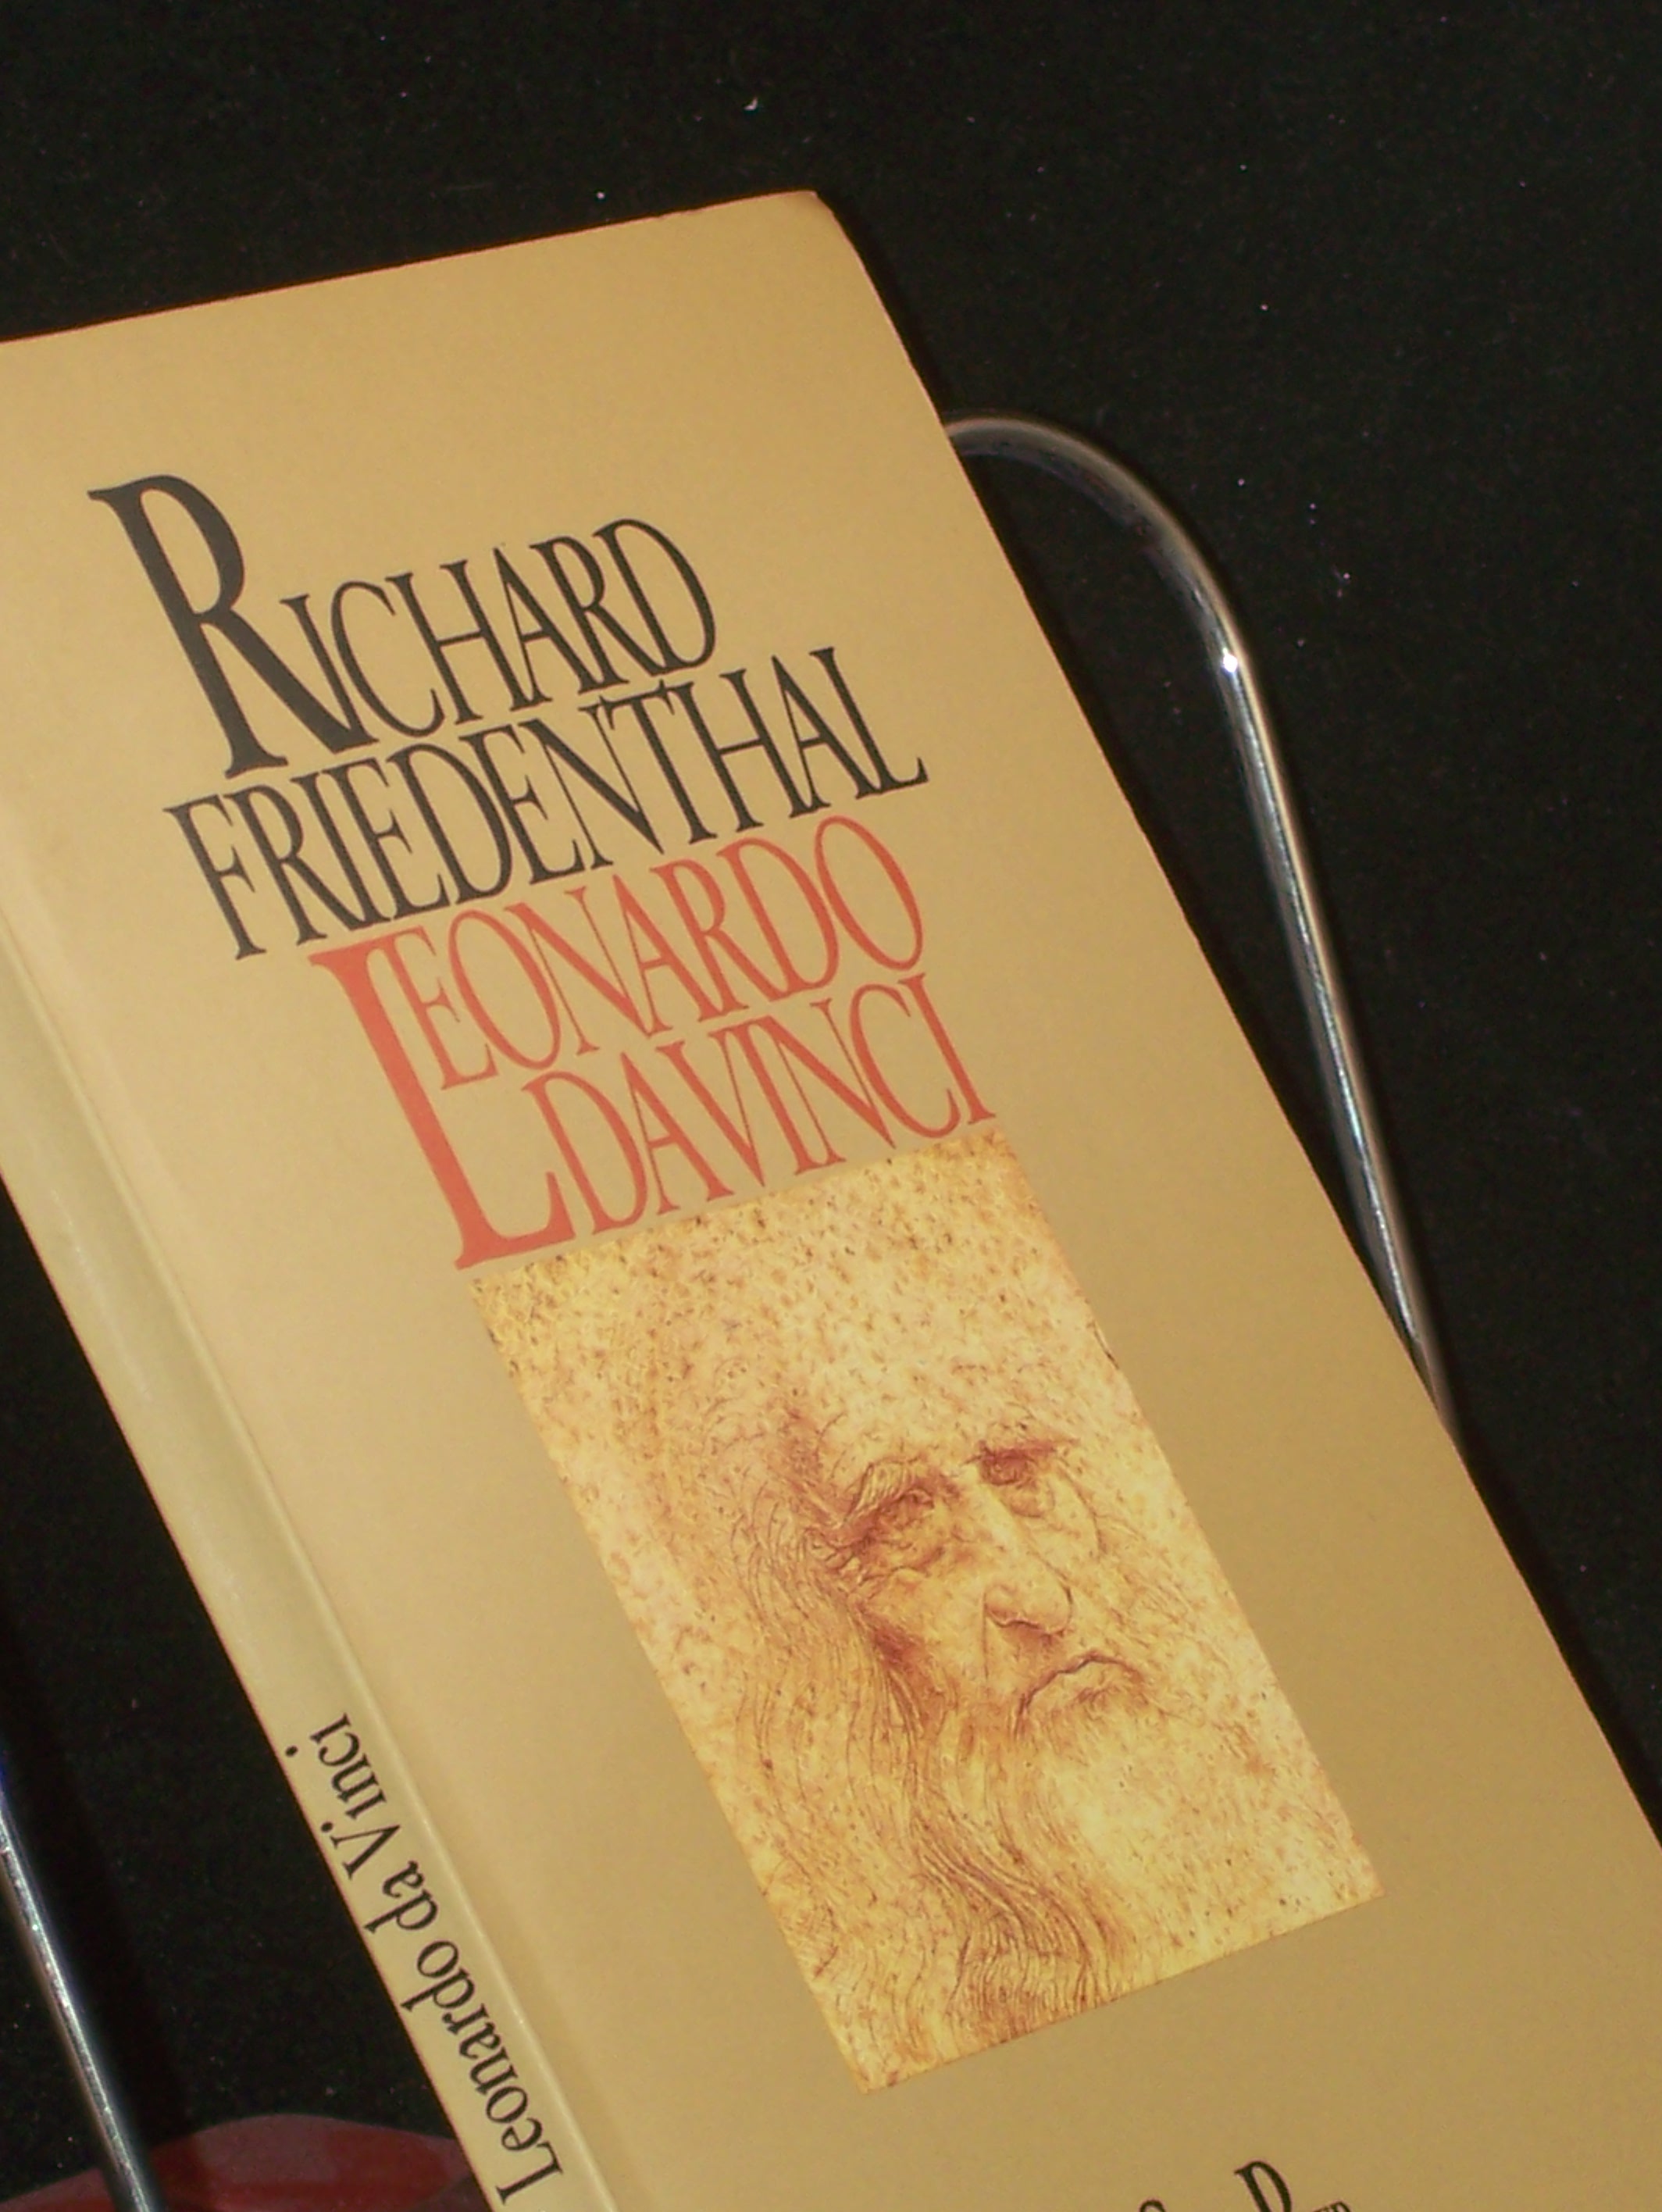 RICHARD
FRIEDENTHAL
LEONARDO
DA VINCI
Leonardo da Vinci